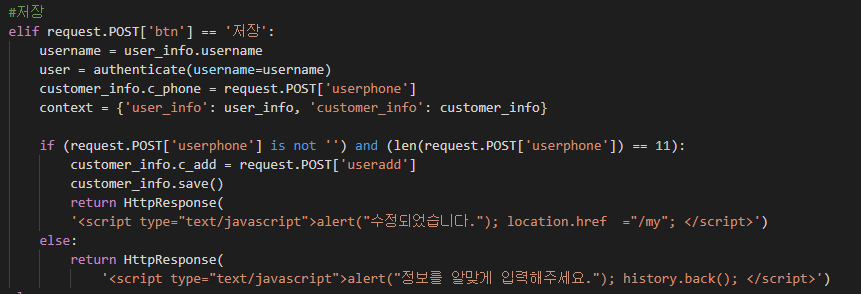 #저장
elif request.POST['btn'] == '저장':
username = user_info.username
user = authenticate(username=username)
customer_info.c_phone = request.POST['userphone']
context = {'user_info': user_info, 'customer_info': customer_info}
if (request.POST['userphone'] is not '') and (len(request.POST['userphone']) == 11):
customer_info.c_add = request.POST['useradd']
customer_info.save()
return HttpResponse(
'<script type="text/javascript">alert("수정되었습니다."); location.href  ="/my"; </script>')
else:
return HttpResponse(
'<script type="text/javascript">alert("정보를 알맞게 입력해주세요."); history.back(); </script>')